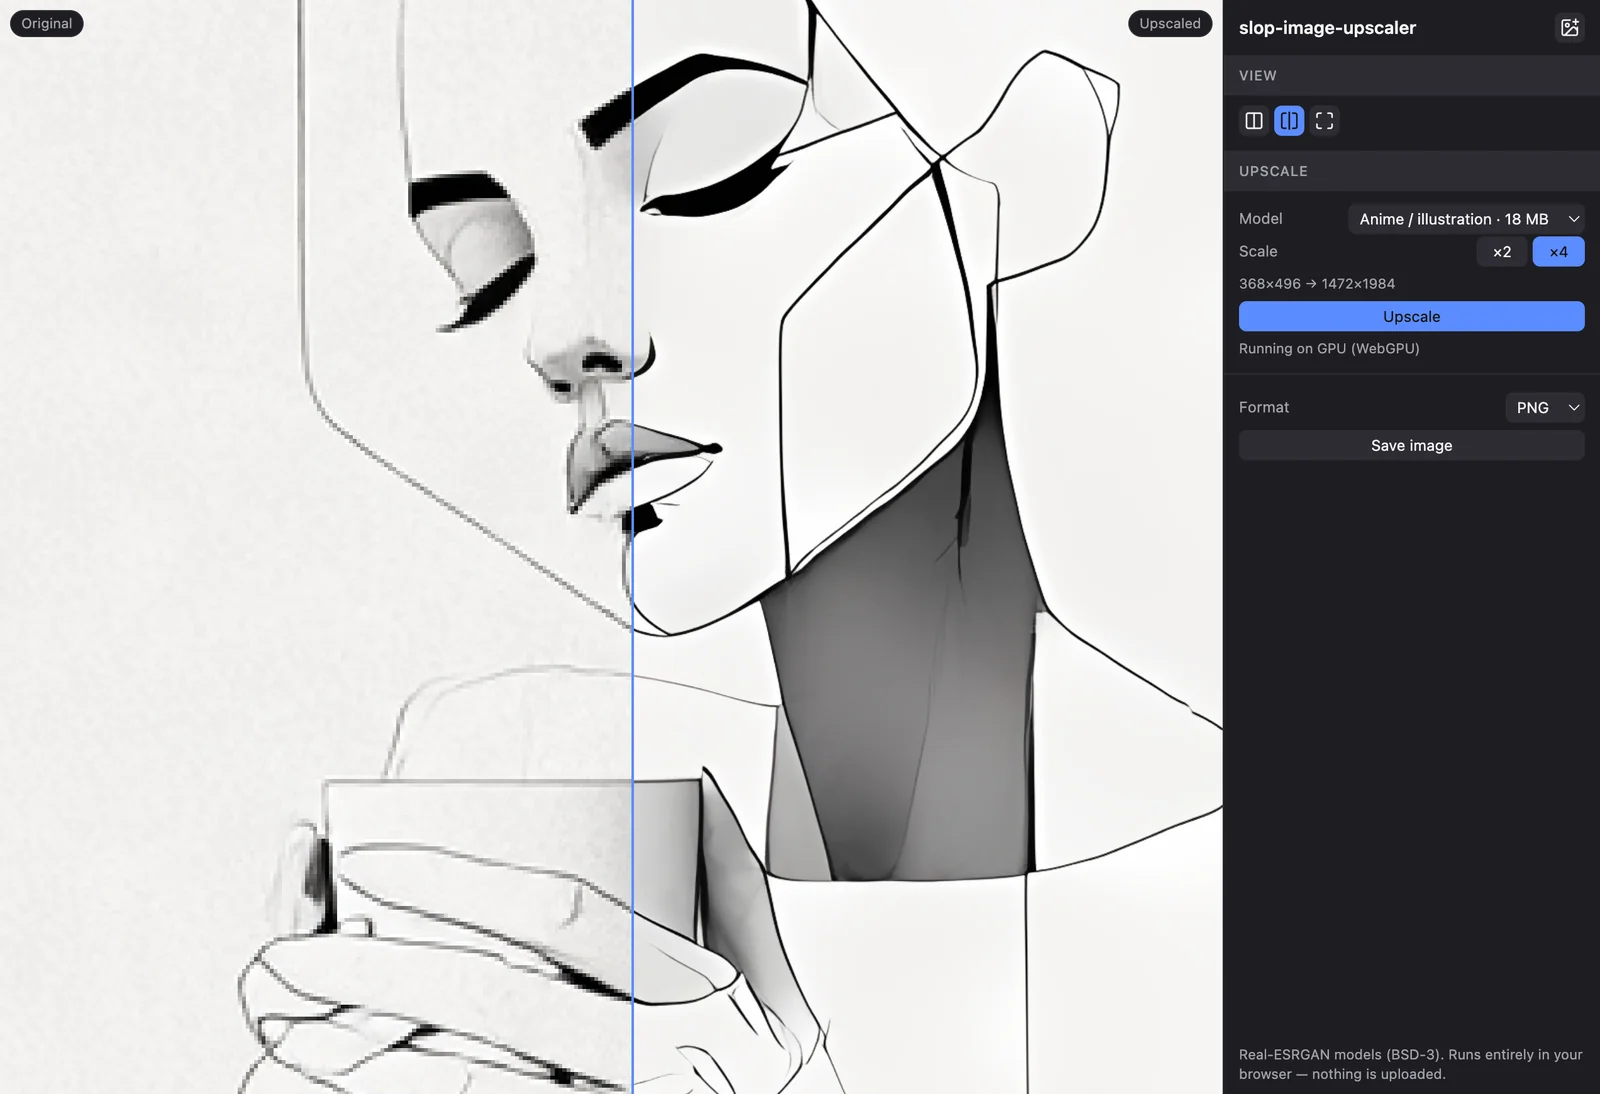 Original
Upscaled
slop-image-upscaler
VIEW
UPSCALE
Model
Anime / illustration · 18 MB
Scale
×2
×4
368×496 → 1472×1984
Upscale
Running on GPU (WebGPU)
Format
PNG
Save image
Real-ESRGAN models (BSD-3). Runs entirely in your
browser — nothing is uploaded.